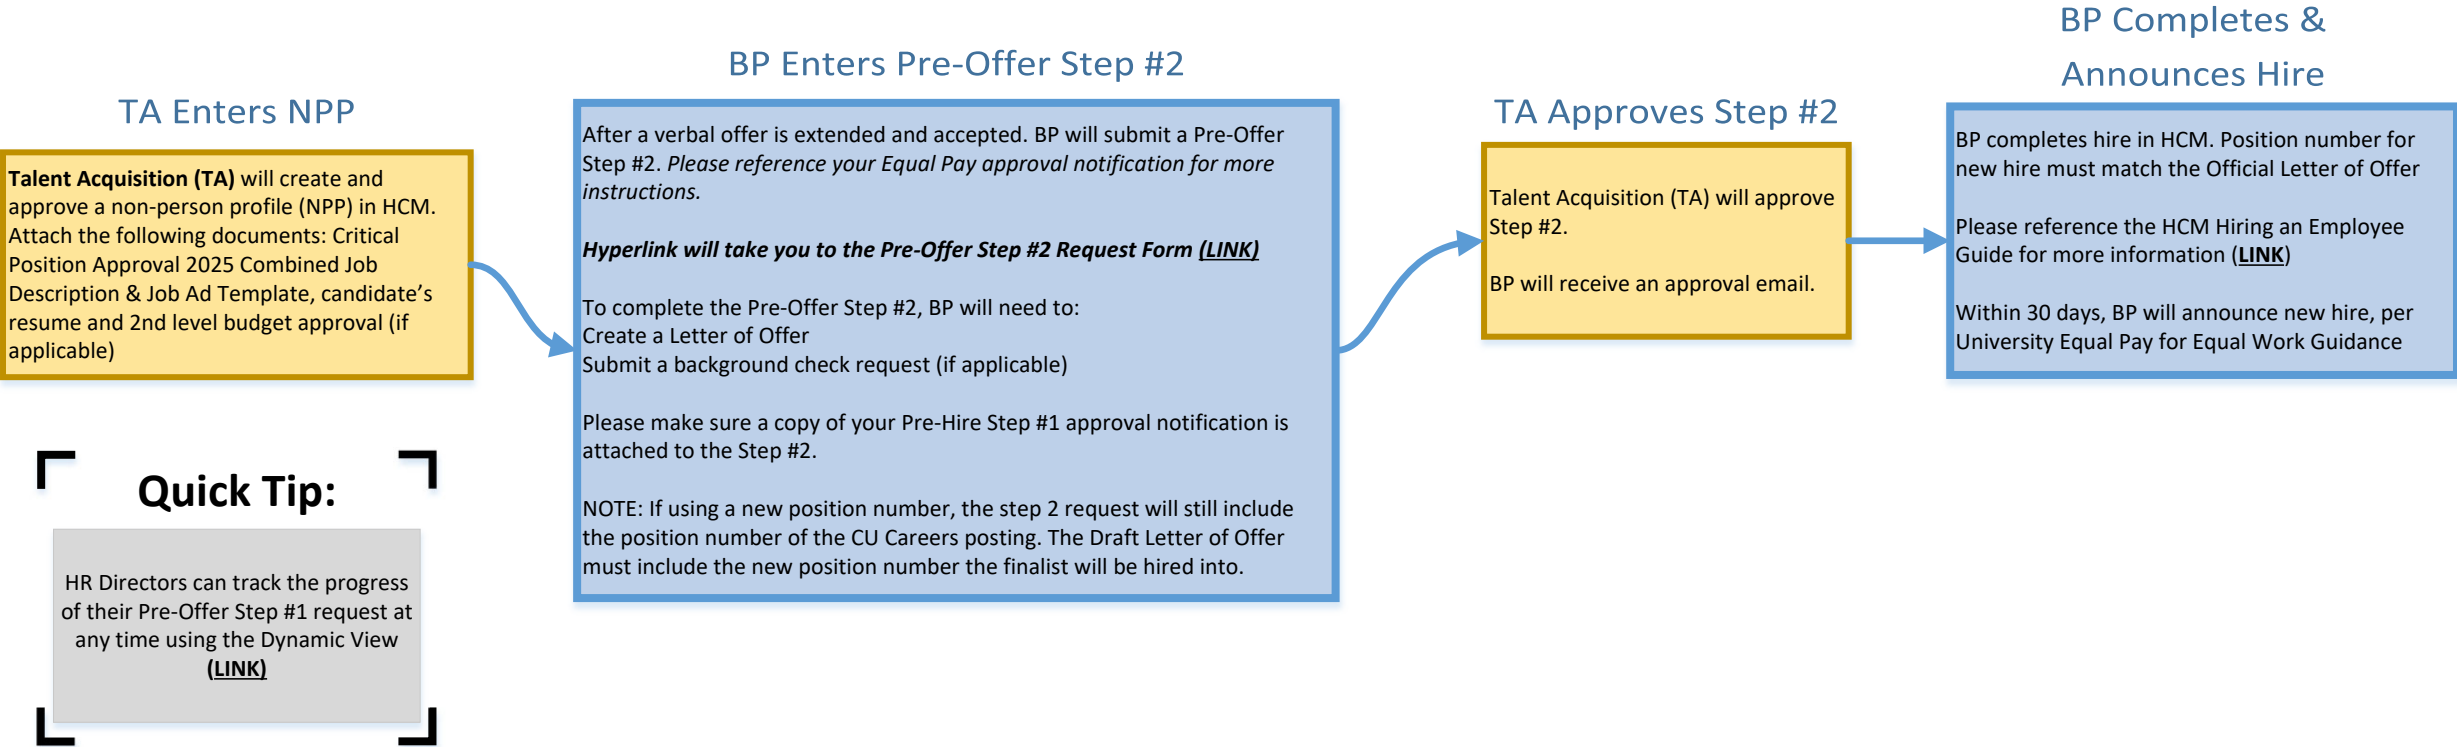 TA Enters NPP
Talent Acquisition (TA) will create and
approve a non-person profile (NPP) in HCM.
Attach the following documents: Critical
Position Approval 2025 Combined Job
Description & Job Ad Template, candidate’s
resume and 2nd level budget approval (if
applicable)
Quick Tip:
HR Directors can track the progress
of their Pre-Offer Step #1 request at
any time using the Dynamic View
(LINK)
BP Enters Pre-Offer Step #2
After a verbal offer is extended and accepted. BP will submit a Pre-Offer
Step #2. Please reference your Equal Pay approval notification for more
instructions.
Hyperlink will take you to the Pre-Offer Step #2 Request Form (LINK)
To complete the Pre-Offer Step #2, BP will need to:
Create a Letter of Offer
Submit a background check request (if applicable)
Please make sure a copy of your Pre-Hire Step #1 approval notification is
attached to the Step #2.
NOTE: If using a new position number, the step 2 request will still include
the position number of the CU Careers posting. The Draft Letter of Offer
must include the new position number the finalist will be hired into.
TA Approves Step #2
Talent Acquisition (TA) will approve
Step #2.
BP will receive an approval email.
BP Completes &
Announces Hire
BP completes hire in HCM. Position number for
new hire must match the Official Letter of Offer
Please reference the HCM Hiring an Employee
Guide for more information (LINK)
Within 30 days, BP will announce new hire, per
University Equal Pay for Equal Work Guidance